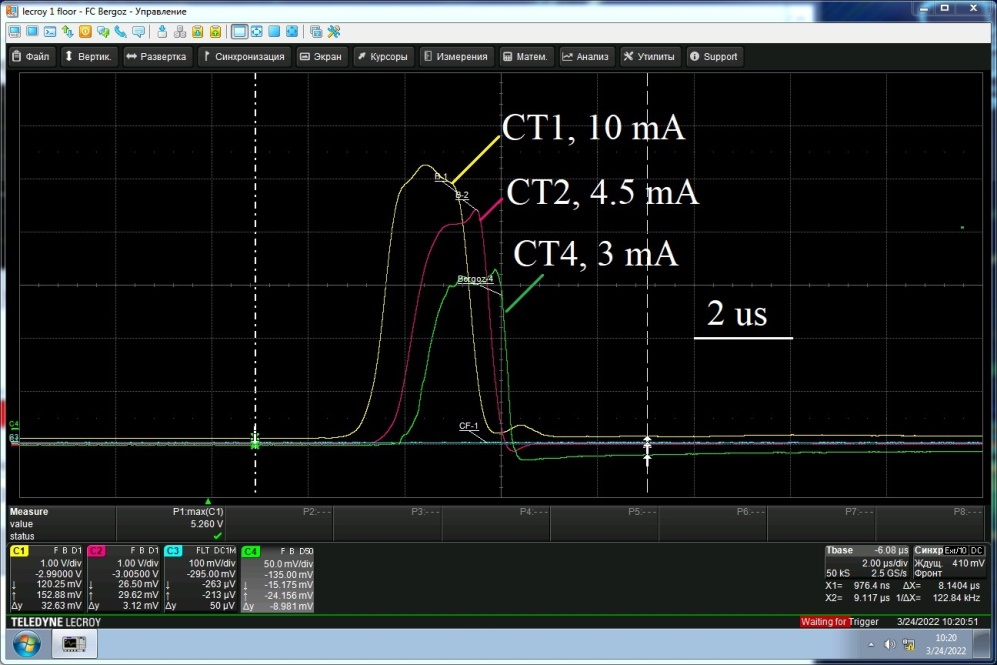 lecroy 1 floor - FC Bergoz - Управление
Файл Вертик. Развертка Синхронизация Экран Курсоры Измерения Матем. Анализ Утилиты Support
CT1, 10 mA
B-1
B-2
CT2, 4.5 mA
CT4, 3 mA
Bergoz-4
2 us
CF-1
C4
Measure P1:max(C1) P2:--- P3:--- P4:--- P5:--- P6:--- P7:--- P8:---
value 5.260 V
status
C1 F B D1 C2 F B D1 C3 FLT DC1M C4 F B D50
1.00 V/div 1.00 V/div 100 mV/div 50.0 mV/div
-2.99000 V -3.00500 V -295.00 mV -135.00 mV
120.25 mV 26.50 mV -263 µV -15.175 mV
152.88 mV 29.62 mV -213 µV -24.156 mV
Δy 32.63 mV Δy 3.12 mV Δy 50 µV Δy -8.981 mV
Tbase -6.08 µs Синхр Ext/10 DC
2.00 µs/div Ждущ. 410 mV
50 kS 2.5 GS/s Фронт
X1= 976.4 ns ΔX= 8.1404 µs
X2= 9.117 µs 1/ΔX= 122.84 kHz
TELEDYNE LECROY Waiting for Trigger 3/24/2022 10:20:51
10:20
3/24/2022